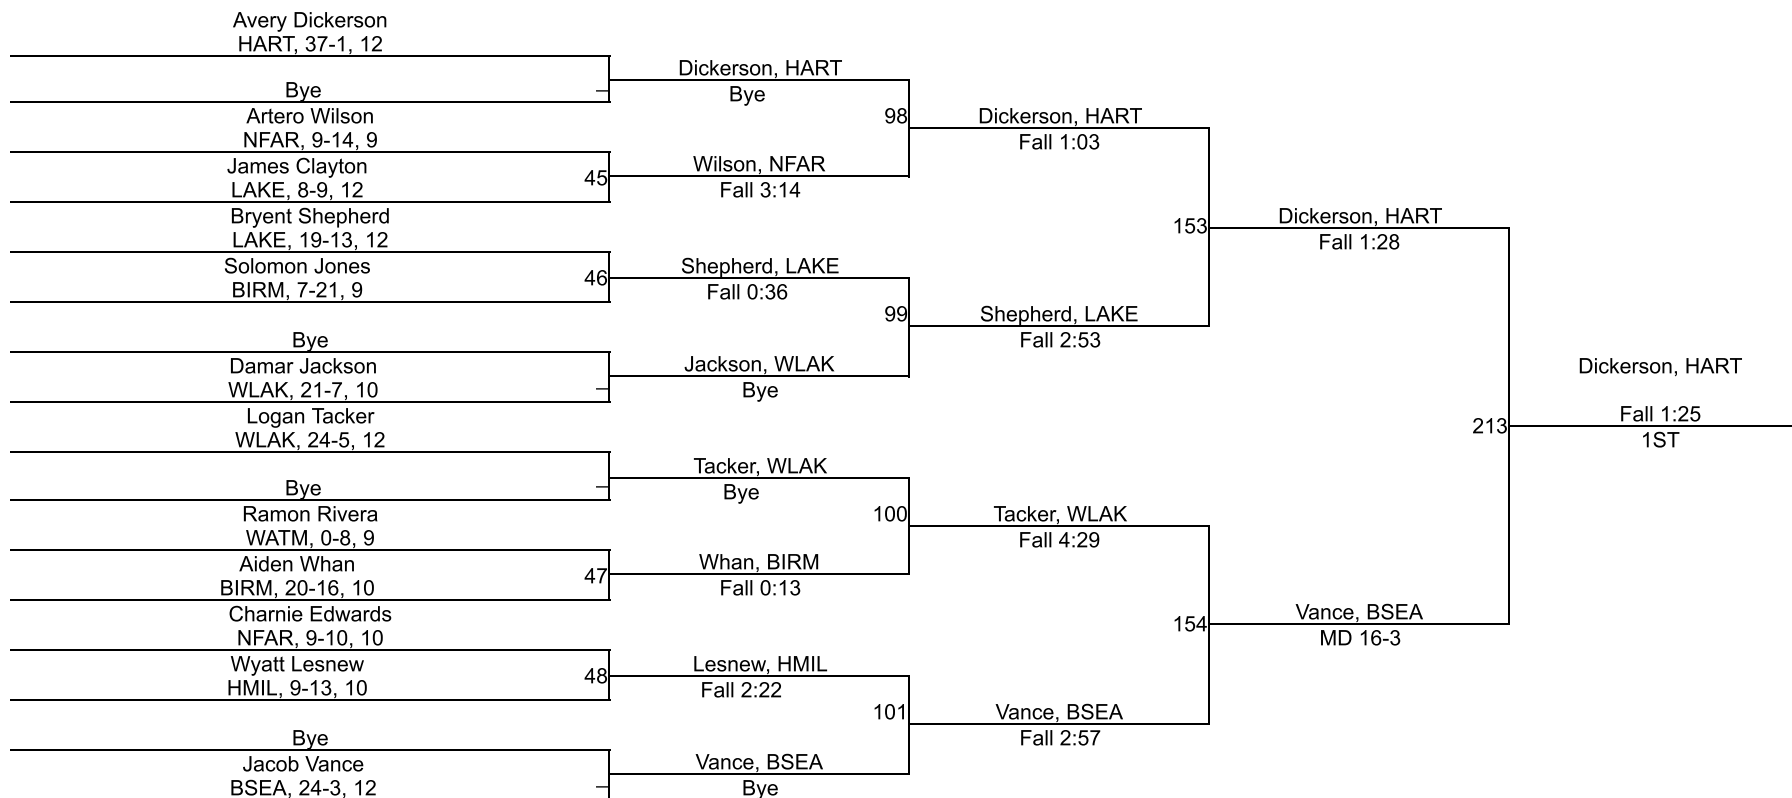 Avery Dickerson
HART, 37-1, 12
Bye
Artero Wilson
NFAR, 9-14, 9
James Clayton
LAKE, 8-9, 12
Bryent Shepherd
LAKE, 19-13, 12
Solomon Jones
BIRM, 7-21, 9
Bye
Damar Jackson
WLAK, 21-7, 10
Logan Tacker
WLAK, 24-5, 12
Bye
Ramon Rivera
WATM, 0-8, 9
Aiden Whan
BIRM, 20-16, 10
Charnie Edwards
NFAR, 9-10, 10
Wyatt Lesnew
HMIL, 9-13, 10
Bye
Jacob Vance
BSEA, 24-3, 12
45
46
47
48
Dickerson, HART
Bye
Wilson, NFAR
Fall 3:14
Shepherd, LAKE
Fall 0:36
Jackson, WLAK
Bye
Tacker, WLAK
Bye
Whan, BIRM
Fall 0:13
Lesnew, HMIL
Fall 2:22
Vance, BSEA
Bye
98
99
100
101
Dickerson, HART
Fall 1:03
Shepherd, LAKE
Fall 2:53
Tacker, WLAK
Fall 4:29
Vance, BSEA
Fall 2:57
153
154
Dickerson, HART
Fall 1:28
Vance, BSEA
MD 16-3
213
Dickerson, HART
Fall 1:25
1ST